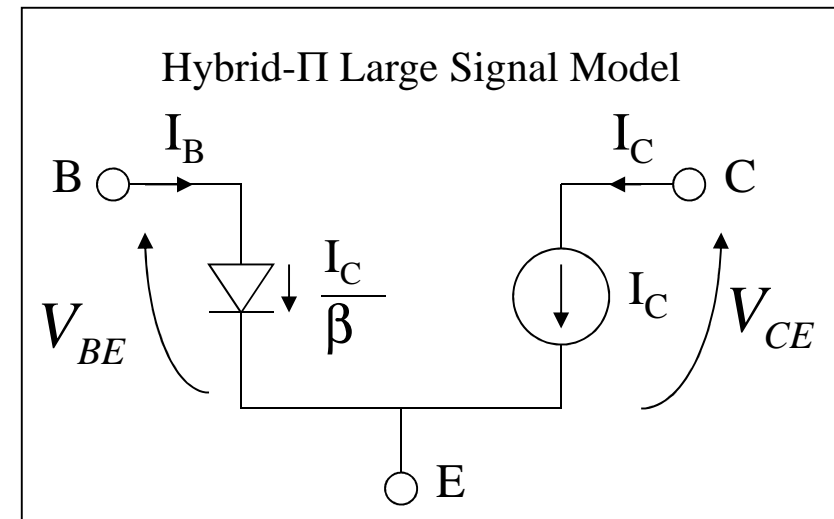 Hybrid-Π Large Signal Model
I_B
I_C
B
C
I_C
β
I_C
V_BE
V_CE
E